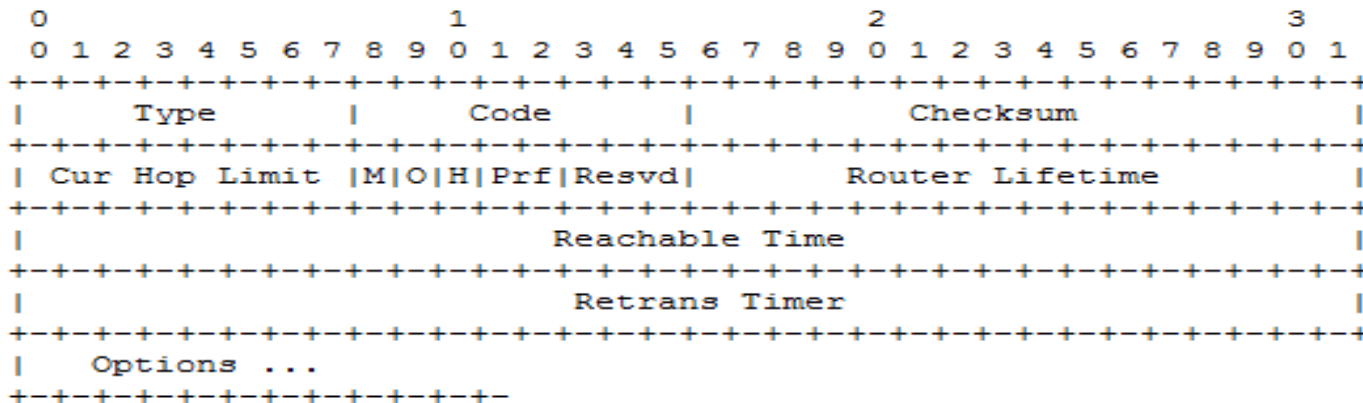 0                   1                   2                   3
0 1 2 3 4 5 6 7 8 9 0 1 2 3 4 5 6 7 8 9 0 1 2 3 4 5 6 7 8 9 0 1
+-+-+-+-+-+-+-+-+-+-+-+-+-+-+-+-+-+-+-+-+-+-+-+-+-+-+-+-+-+-+-+-+
|     Type      |     Code      |          Checksum             |
+-+-+-+-+-+-+-+-+-+-+-+-+-+-+-+-+-+-+-+-+-+-+-+-+-+-+-+-+-+-+-+-+
| Cur Hop Limit |M|O|H|Prf|Resvd|       Router Lifetime         |
+-+-+-+-+-+-+-+-+-+-+-+-+-+-+-+-+-+-+-+-+-+-+-+-+-+-+-+-+-+-+-+-+
|                         Reachable Time                        |
+-+-+-+-+-+-+-+-+-+-+-+-+-+-+-+-+-+-+-+-+-+-+-+-+-+-+-+-+-+-+-+-+
|                          Retrans Timer                        |
+-+-+-+-+-+-+-+-+-+-+-+-+-+-+-+-+-+-+-+-+-+-+-+-+-+-+-+-+-+-+-+-+
|   Options ...
+-+-+-+-+-+-+-+-+-+-+-+-